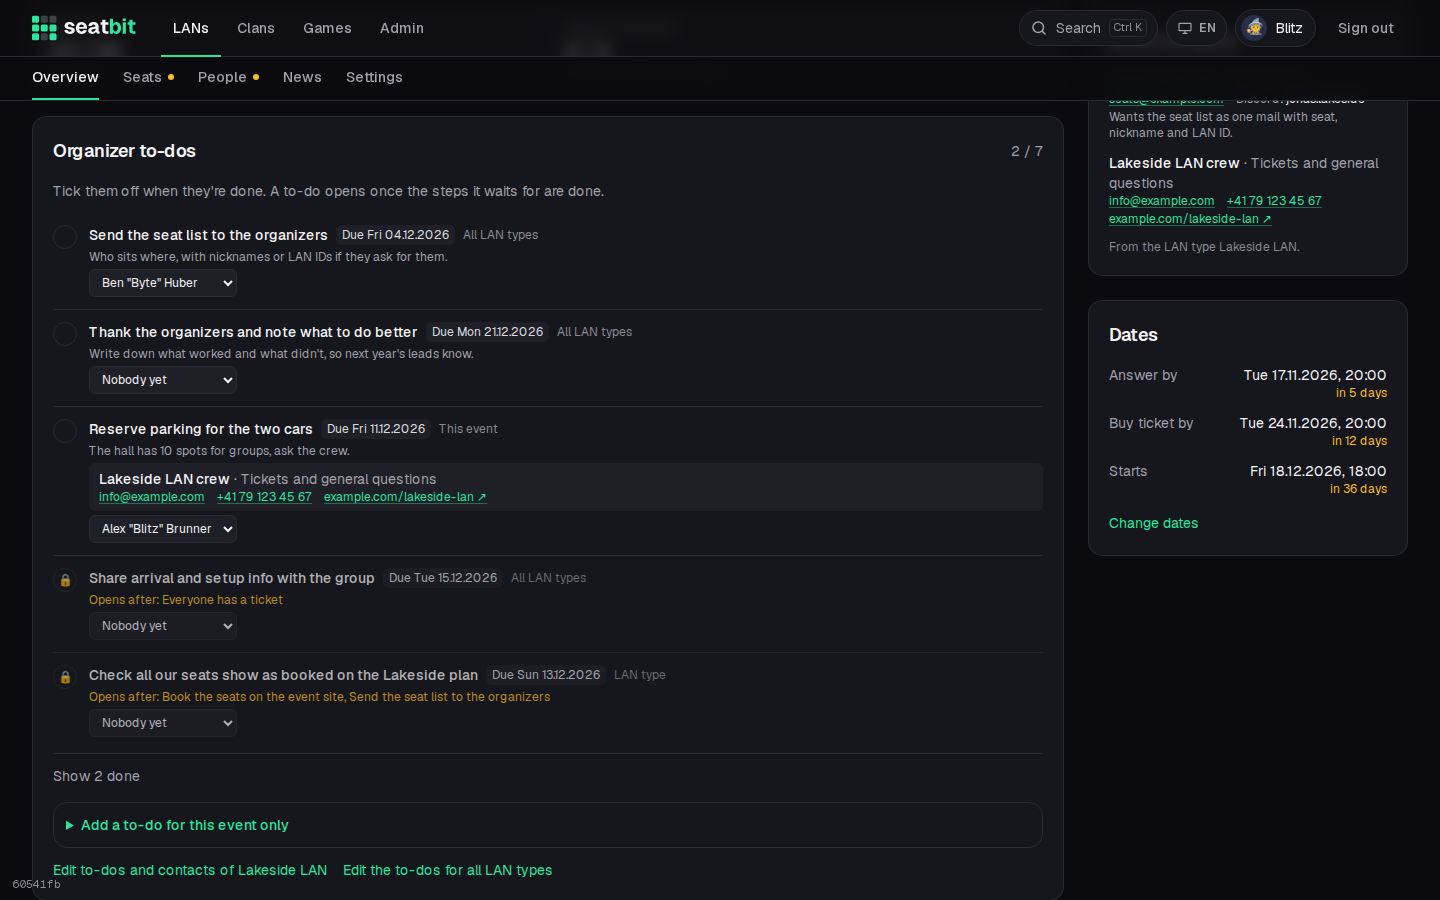 seatbit
LANs
Clans
Games
Admin
Search Ctrl K
EN
Blitz
Sign out
Overview
Seats
People
News
Settings
Organizer to-dos
2 / 7
Tick them off when they're done. A to-do opens once the steps it waits for are done.
Send the seat list to the organizers Due Fri 04.12.2026 All LAN types
Who sits where, with nicknames or LAN IDs if they ask for them.
Ben "Byte" Huber
Thank the organizers and note what to do better Due Mon 21.12.2026 All LAN types
Write down what worked and what didn't, so next year's leads know.
Nobody yet
Reserve parking for the two cars Due Fri 11.12.2026 This event
The hall has 10 spots for groups, ask the crew.
Lakeside LAN crew · Tickets and general questions
info@example.com +41 79 123 45 67 example.com/lakeside-lan ↗
Alex "Blitz" Brunner
Share arrival and setup info with the group Due Tue 15.12.2026 All LAN types
Opens after: Everyone has a ticket
Nobody yet
Check all our seats show as booked on the Lakeside plan Due Sun 13.12.2026 LAN type
Opens after: Book the seats on the event site, Send the seat list to the organizers
Nobody yet
Show 2 done
Add a to-do for this event only
Edit to-dos and contacts of Lakeside LAN Edit the to-dos for all LAN types
60541fb
Wants the seat list as one mail with seat,
nickname and LAN ID.
Lakeside LAN crew · Tickets and general
questions
info@example.com +41 79 123 45 67
example.com/lakeside-lan ↗
From the LAN type Lakeside LAN.
Dates
Answer by Tue 17.11.2026, 20:00
in 5 days
Buy ticket by Tue 24.11.2026, 20:00
in 12 days
Starts Fri 18.12.2026, 18:00
in 36 days
Change dates